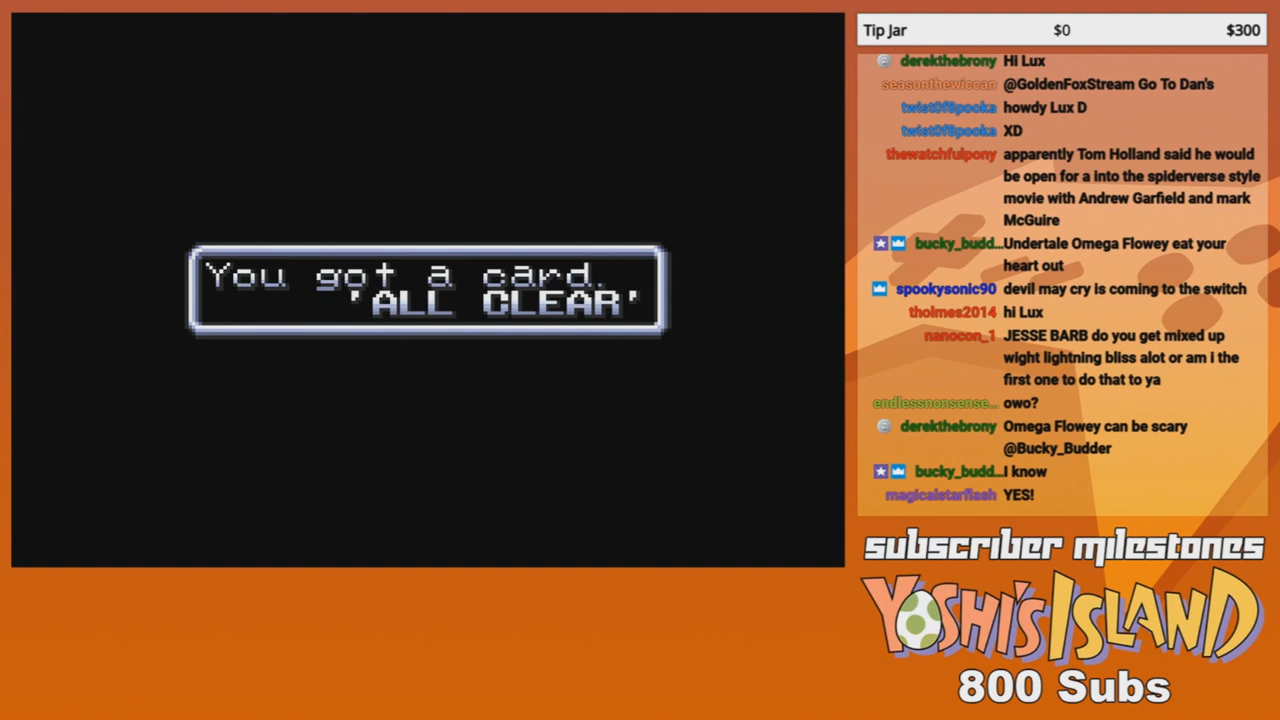 You got a card.
'ALL CLEAR'
Tip Jar $0 $300
derekthebrony Hi Lux
seasonthewiccan @GoldenFoxStream Go To Dan's
twist0f8pooka howdy Lux D
twist0f8pooka XD
thewatchfulpony apparently Tom Holland said he would
be open for a into the spiderverse style
movie with Andrew Garfield and mark
McGuire
bucky_budd... Undertale Omega Flowey eat your
heart out
spookysonic90 devil may cry is coming to the switch
tholmes2014 hi Lux
nanocon_1 JESSE BARB do you get mixed up
wight lightning bliss alot or am i the
first one to do that to ya
endlessnonsense... owo?
derekthebrony Omega Flowey can be scary
@Bucky_Budder
bucky_budd... I know
magicalstarflash YES!
subscriber milestones
YOSHI'S ISLAND
800 Subs